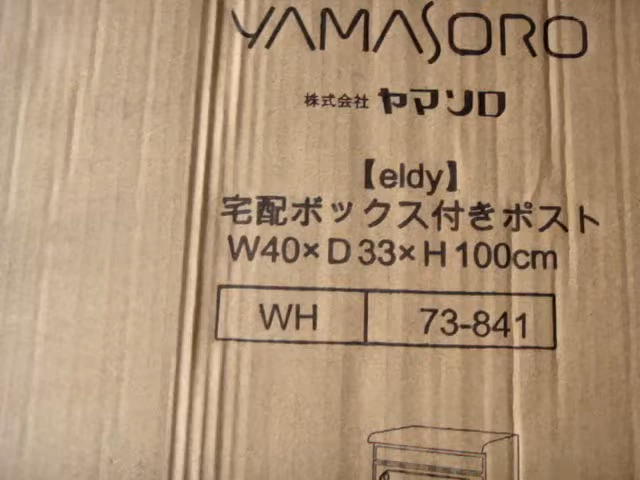 YAMASORO
株式会社 ヤマソロ
【eldy】
宅配ボックス付きポスト
W40×D33×H100cm
WH 73-841